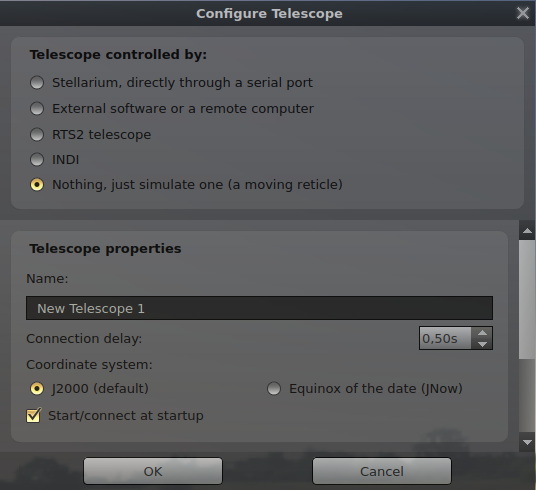 Configure Telescope
Telescope controlled by:
Stellarium, directly through a serial port
External software or a remote computer
RTS2 telescope
INDI
Nothing, just simulate one (a moving reticle)
Telescope properties
Name:
New Telescope 1
Connection delay: 0,50s
Coordinate system:
J2000 (default) Equinox of the date (JNow)
Start/connect at startup
OK Cancel